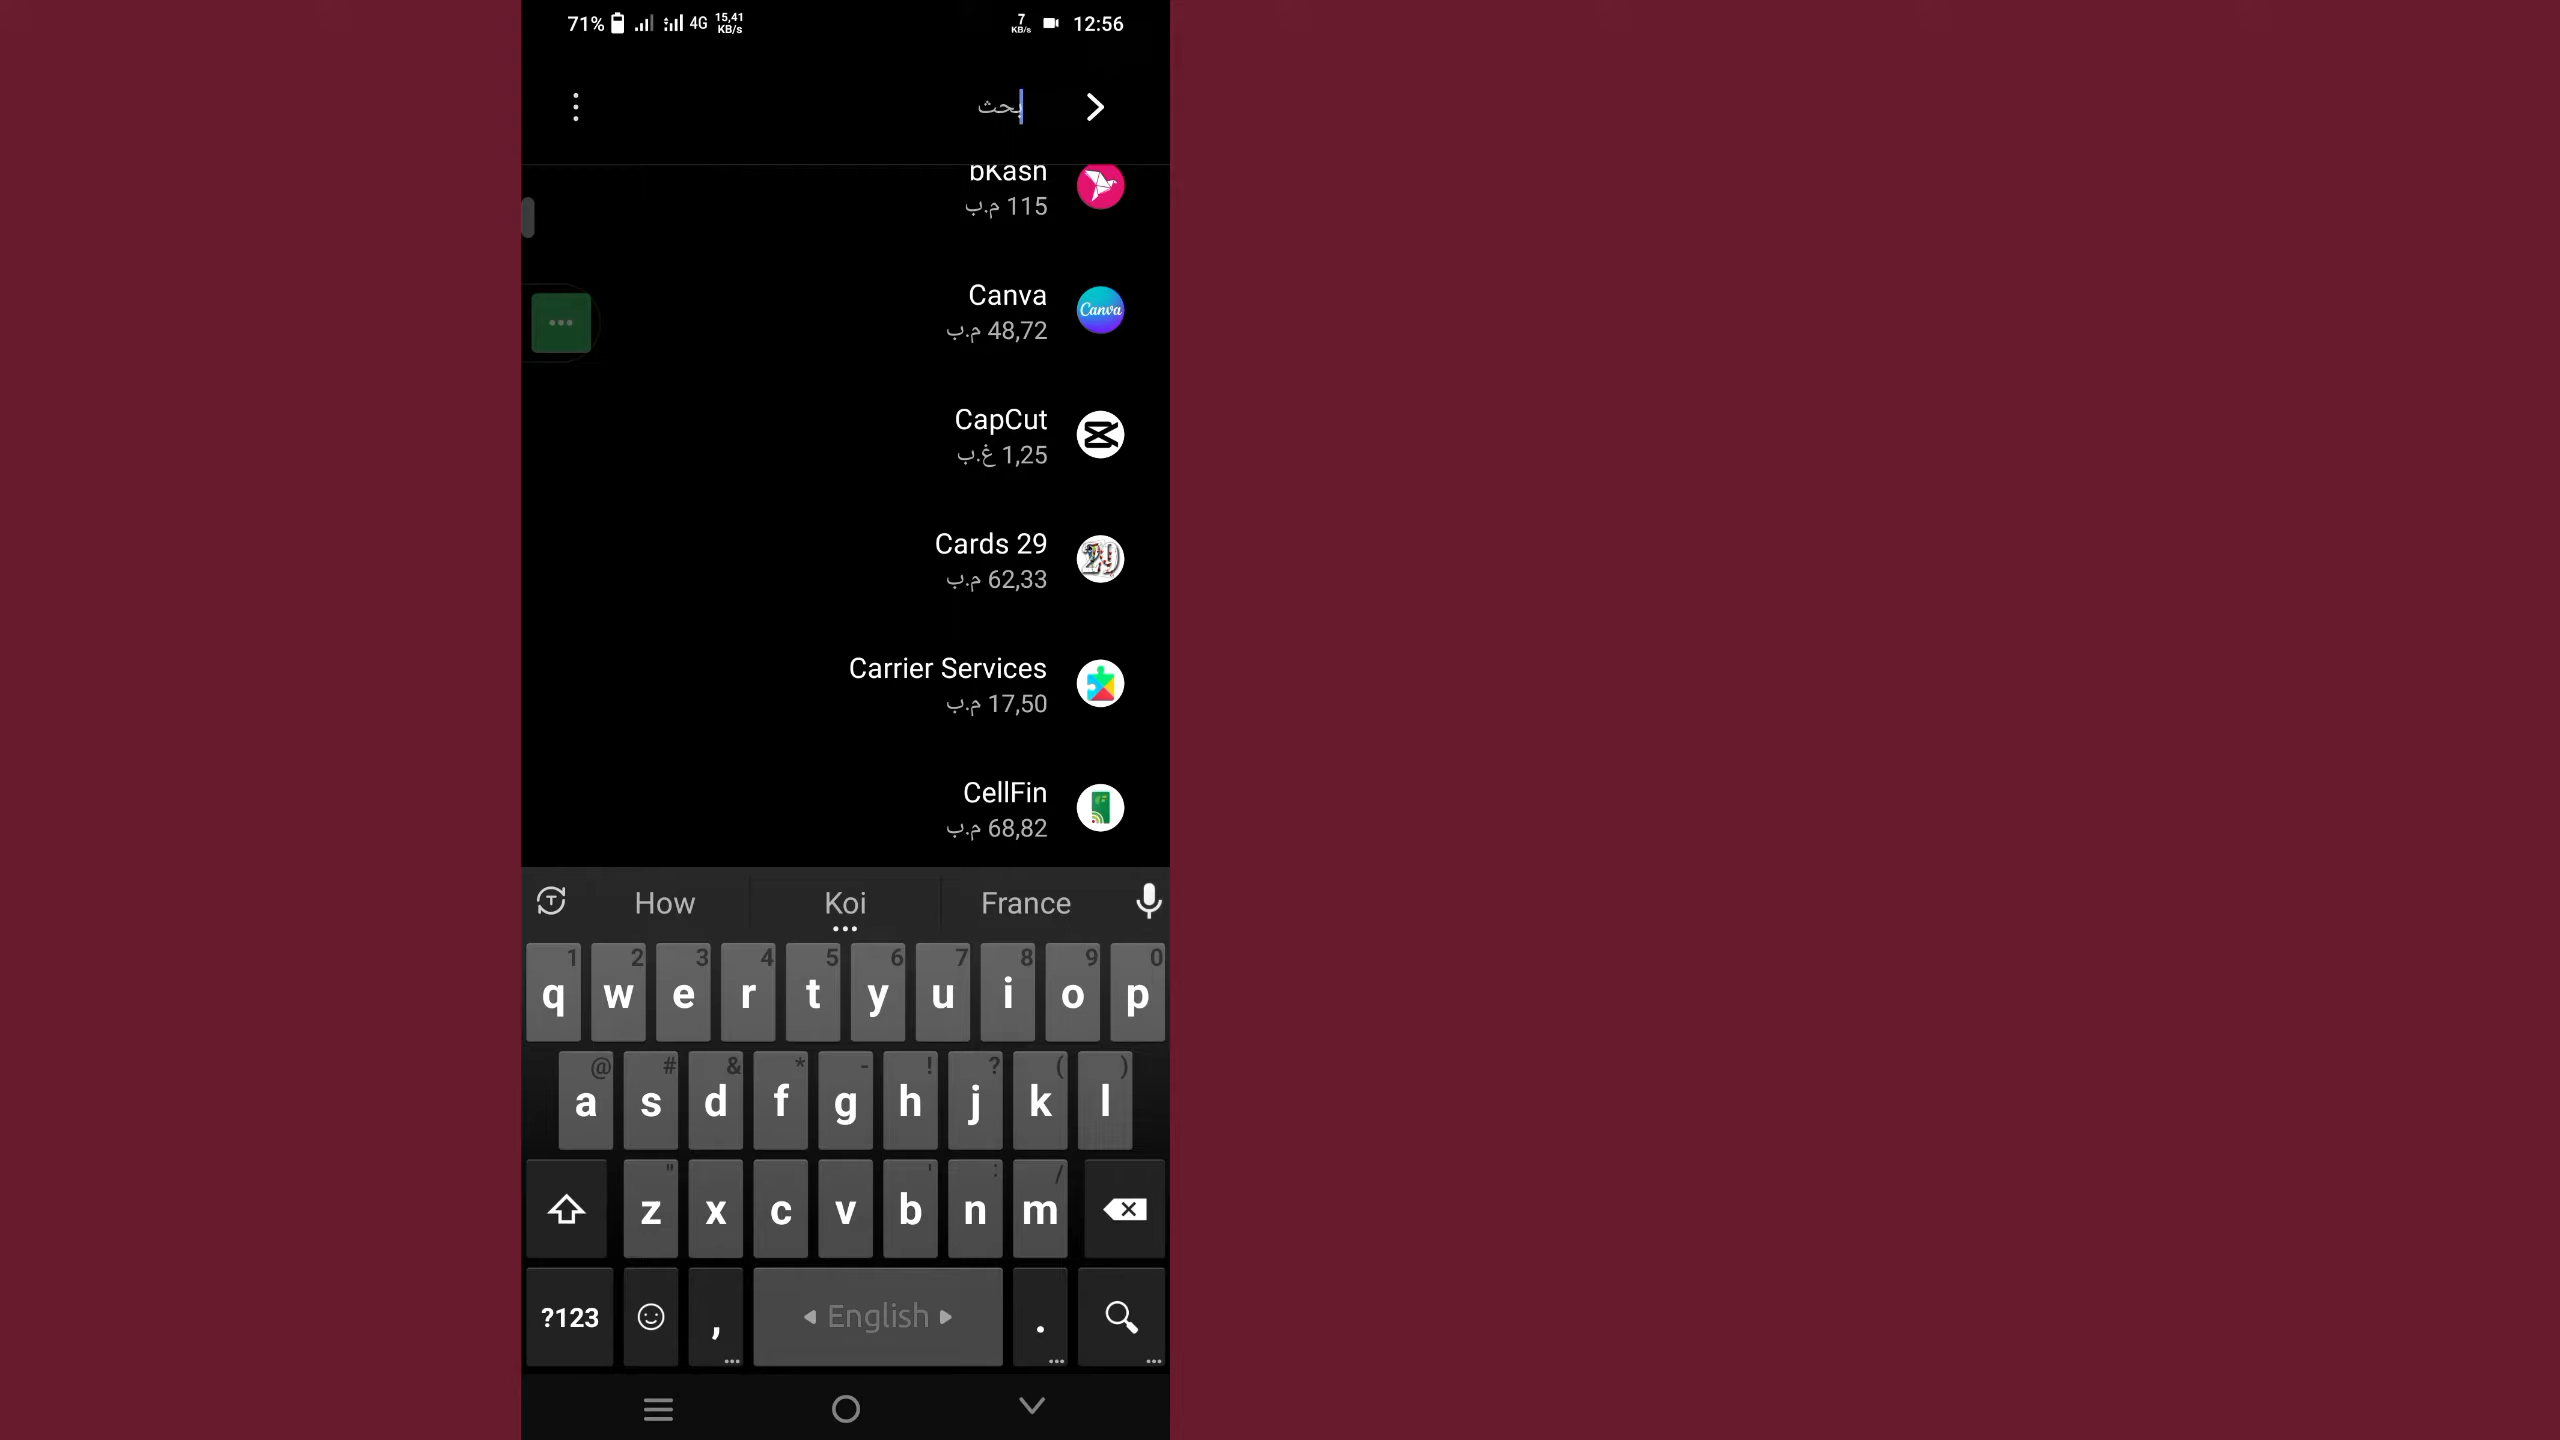 71% 4G 15,41 KB/s 7 KB/s 12:56
بحث
bKash
115 م.ب
Canva
Canva
48,72 م.ب
CapCut
1,25 غ.ب
Cards 29
29
62,33 م.ب
Carrier Services
17,50 م.ب
CellFin
68,82 م.ب
How Koi France
1 2 3 4 5 6 7 8 9 0
q w e r t y u i o p
@ # & * - ! ? ( )
a s d f g h j k l
" ' : /
z x c v b n m
?123 , English .